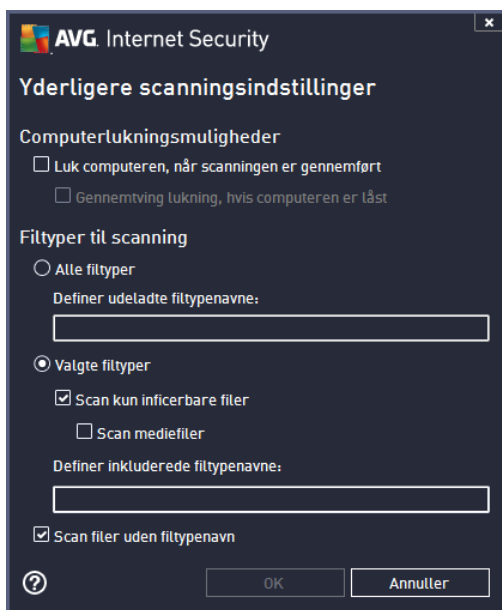 AVG. Internet Security
Yderligere scanningsindstillinger
Computerlukningsmuligheder
Luk computeren, når scanningen er gennemført
Gennemtving lukning, hvis computeren er låst
Filtyper til scanning
Alle filtyper
Definer udeladte filtypenavne:
Valgte filtyper
Scan kun inficerbare filer
Scan mediefiler
Definer inkluderede filtypenavne:
Scan filer uden filtypenavn
? OK Annuller